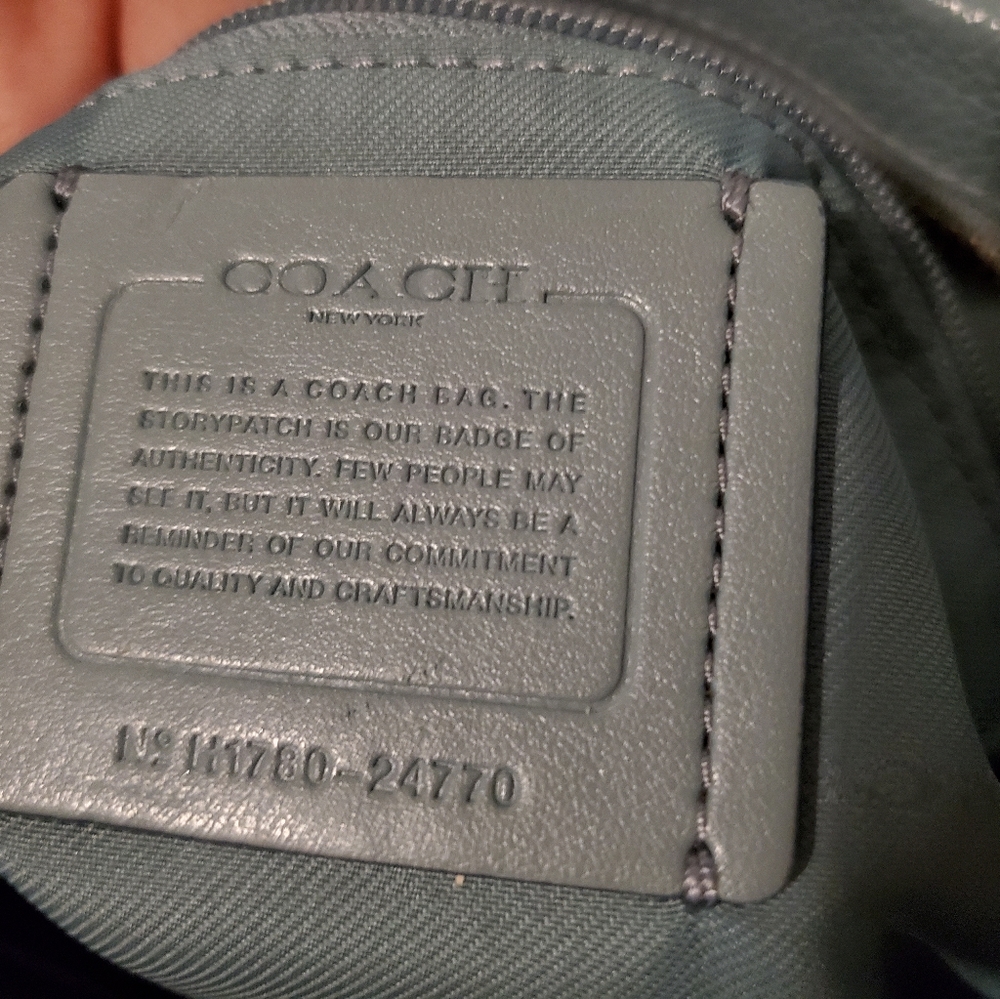 COACH
NEW YORK
THIS IS A COACH BAG. THE
STORYPATCH IS OUR BADGE OF
AUTHENTICITY. FEW PEOPLE MAY
SEE IT, BUT IT WILL ALWAYS BE A
REMINDER OF OUR COMMITMENT
TO QUALITY AND CRAFTSMANSHIP.
Nº H1780-24770